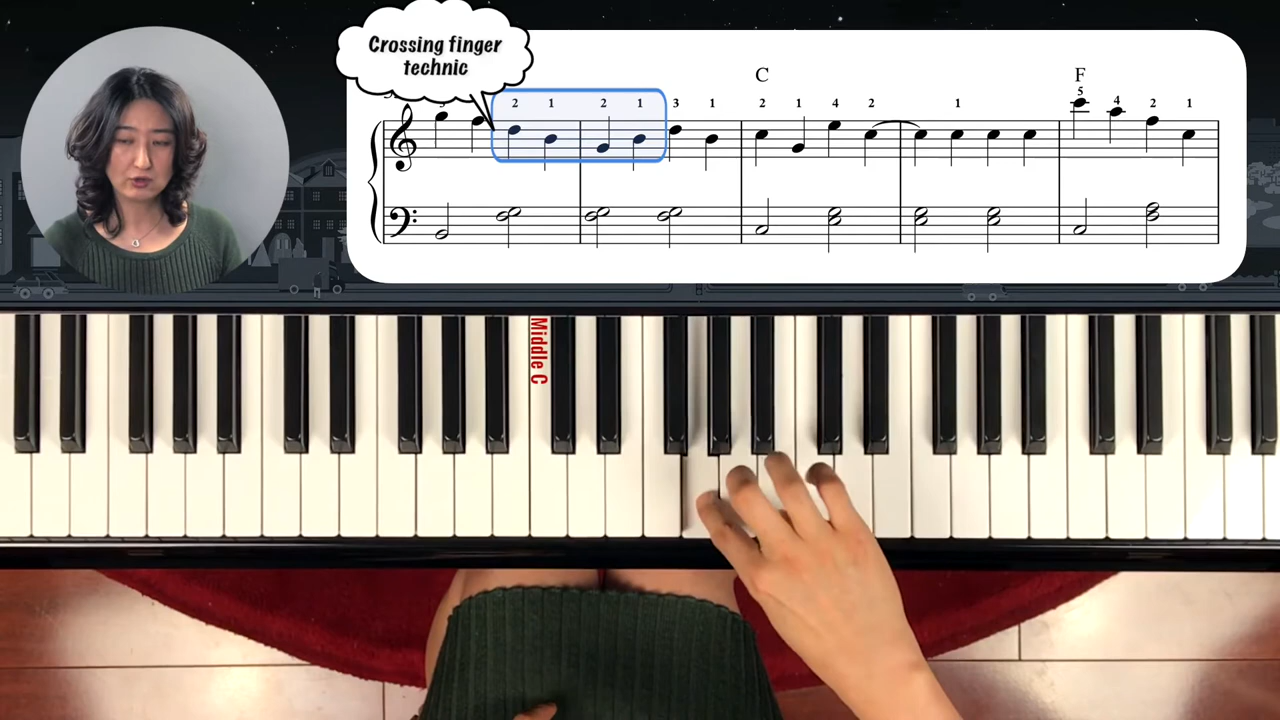 Crossing finger
technic
C F
5
2 1 2 1 3 1 2 1 4 2 1 4 2 1
Middle C